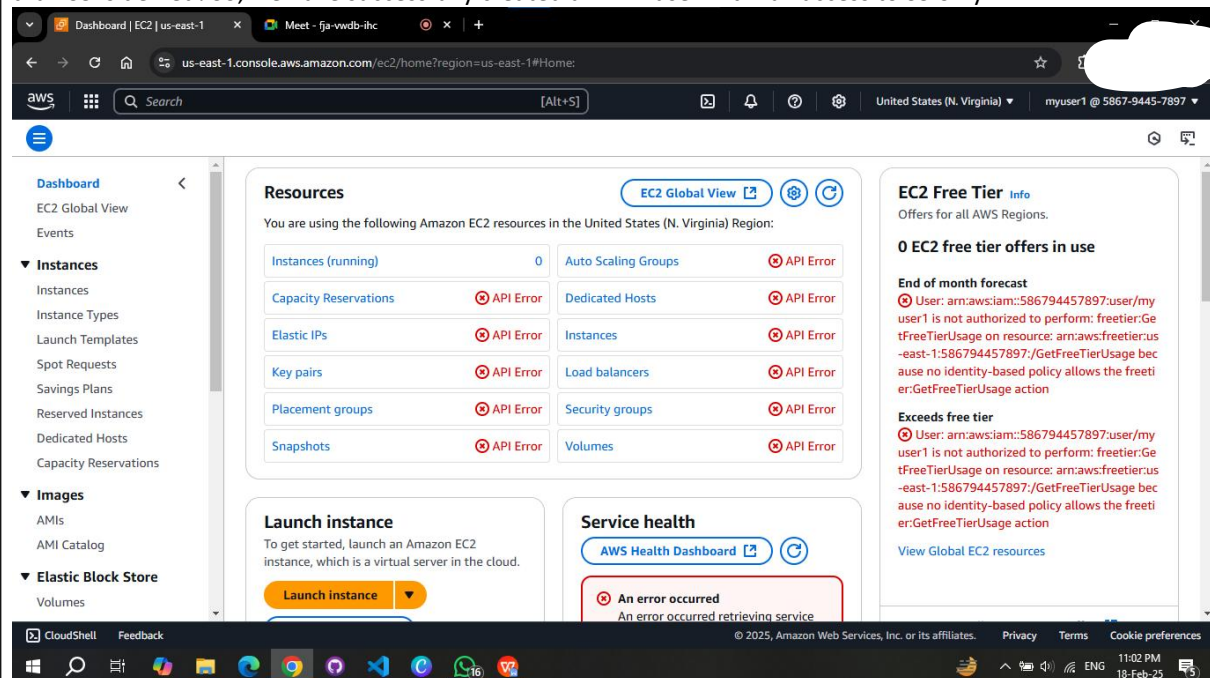 Dashboard | EC2 | us-east-1
Meet - fja-vwdb-ihc
us-east-1.console.aws.amazon.com/ec2/home?region=us-east-1#Home:
aws
Search
[Alt+S]
United States (N. Virginia)
myuser1 @ 5867-9445-7897
Dashboard
EC2 Global View
Events
Instances
Instances
Instance Types
Launch Templates
Spot Requests
Savings Plans
Reserved Instances
Dedicated Hosts
Capacity Reservations
Images
AMIs
AMI Catalog
Elastic Block Store
Volumes
Resources
EC2 Global View
You are using the following Amazon EC2 resources in the United States (N. Virginia) Region:
Instances (running) 0
Auto Scaling Groups API Error
Capacity Reservations API Error
Dedicated Hosts API Error
Elastic IPs API Error
Instances API Error
Key pairs API Error
Load balancers API Error
Placement groups API Error
Security groups API Error
Snapshots API Error
Volumes API Error
Launch instance
To get started, launch an Amazon EC2
instance, which is a virtual server in the cloud.
Launch instance
Service health
AWS Health Dashboard
An error occurred
An error occurred retrieving service
EC2 Free Tier Info
Offers for all AWS Regions.
0 EC2 free tier offers in use
End of month forecast
User: arn:aws:iam::586794457897:user/my
user1 is not authorized to perform: freetier:Ge
tFreeTierUsage on resource: arn:aws:freetier:us
-east-1:586794457897:/GetFreeTierUsage bec
ause no identity-based policy allows the freeti
er:GetFreeTierUsage action
Exceeds free tier
User: arn:aws:iam::586794457897:user/my
user1 is not authorized to perform: freetier:Ge
tFreeTierUsage on resource: arn:aws:freetier:us
-east-1:586794457897:/GetFreeTierUsage bec
ause no identity-based policy allows the freeti
er:GetFreeTierUsage action
View Global EC2 resources
CloudShell
Feedback
© 2025, Amazon Web Services, Inc. or its affiliates.
Privacy
Terms
Cookie preferences
16
ENG
11:02 PM
18-Feb-25
5